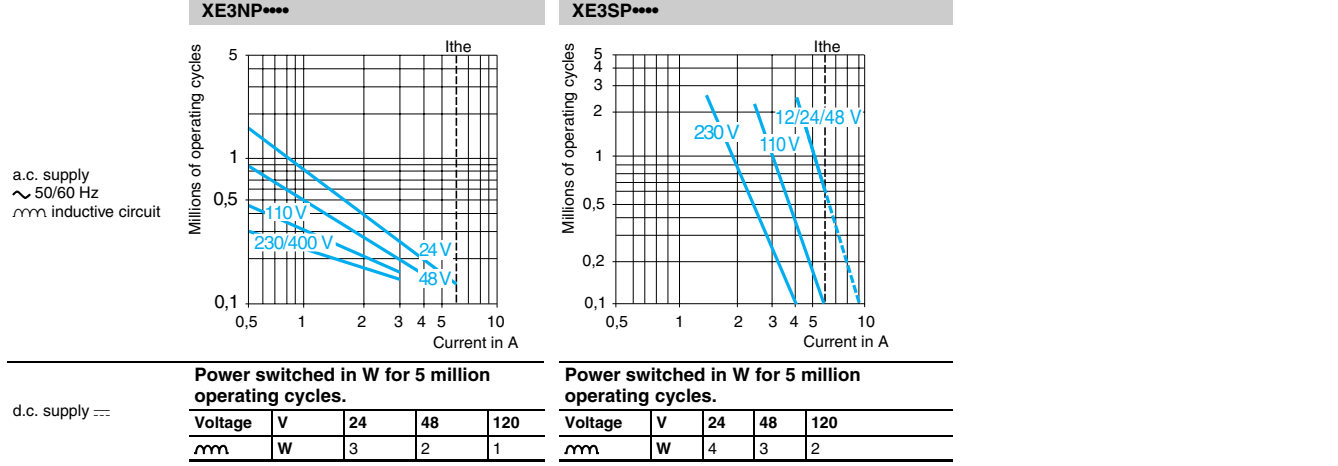 XE3NP••••
XE3SP••••
a.c. supply
50/60 Hz
inductive circuit
Millions of operating cycles
5
1
0,5
0,1
Ithe
110 V
230/400 V
24 V
48 V
0,5 1 2 3 4 5 10
Current in A
Millions of operating cycles
5
4
3
2
1
0,5
0,2
0,1
Ithe
230 V
110 V
12/24/48 V
0,5 1 2 3 4 5 10
Current in A
d.c. supply
Power switched in W for 5 million
operating cycles.
Voltage V 24 48 120
W 3 2 1
Power switched in W for 5 million
operating cycles.
Voltage V 24 48 120
W 4 3 2